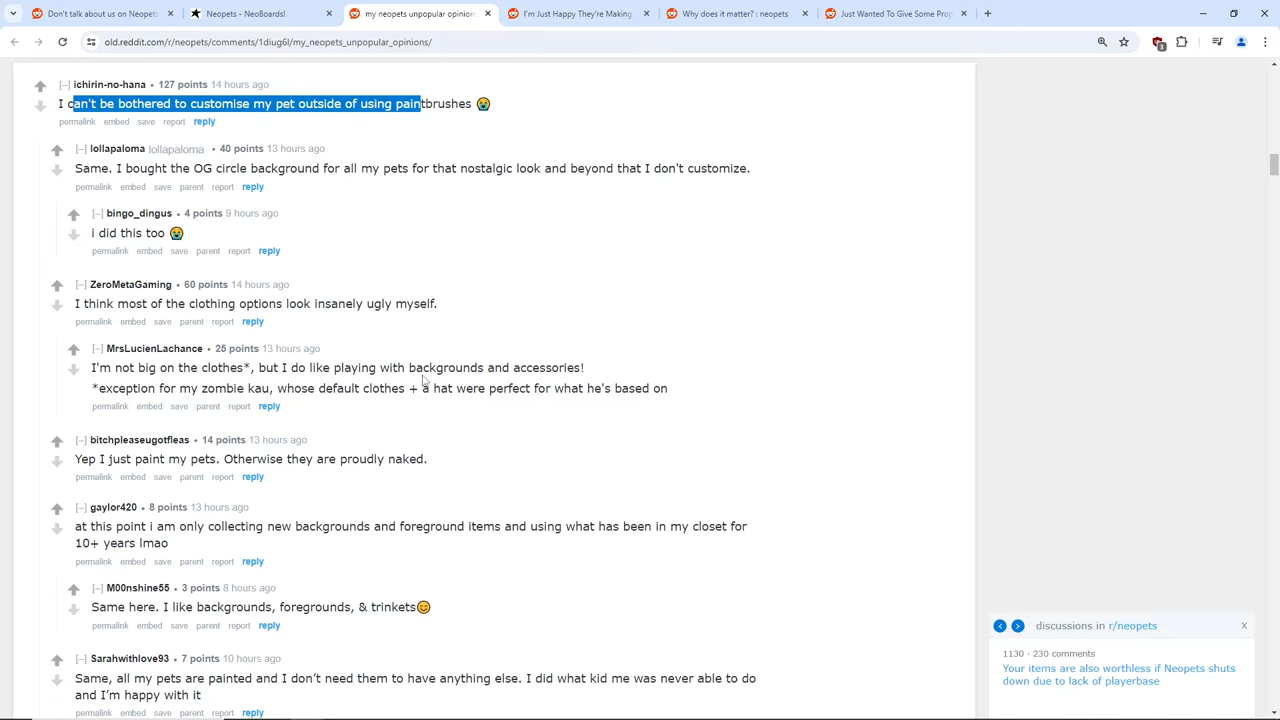 Don't talk about us on Neopets
Neopets - NeoBoards!
my neopets unpopular opinions
I'm Just Happy They're Making
Why does it matter? : neopets
Just Wanted To Give Some Prop
old.reddit.com/r/neopets/comments/1diug6l/my_neopets_unpopular_opinions/
3
[–] ichirin-no-hana • 127 points 14 hours ago
I can't be bothered to customise my pet outside of using paintbrushes 😭
permalink embed save report reply
[–] lollapaloma lollapaloma • 40 points 13 hours ago
Same. I bought the OG circle background for all my pets for that nostalgic look and beyond that I don't customize.
permalink embed save parent report reply
[–] bingo_dingus • 4 points 9 hours ago
i did this too 😭
permalink embed save parent report reply
[–] ZeroMetaGaming • 60 points 14 hours ago
I think most of the clothing options look insanely ugly myself.
permalink embed save parent report reply
[–] MrsLucienLachance • 25 points 13 hours ago
I'm not big on the clothes*, but I do like playing with backgrounds and accessories!
*exception for my zombie kau, whose default clothes + a hat were perfect for what he's based on
permalink embed save parent report reply
[–] bitchpleaseugotfleas • 14 points 13 hours ago
Yep I just paint my pets. Otherwise they are proudly naked.
permalink embed save parent report reply
[–] gaylor420 • 8 points 13 hours ago
at this point i am only collecting new backgrounds and foreground items and using what has been in my closet for
10+ years lmao
permalink embed save parent report reply
[–] M00nshine55 • 3 points 8 hours ago
Same here. I like backgrounds, foregrounds, & trinkets😊
permalink embed save parent report reply
[–] Sarahwithlove93 • 7 points 10 hours ago
Same, all my pets are painted and I don't need them to have anything else. I did what kid me was never able to do
and I'm happy with it
permalink embed save parent report reply
discussions in r/neopets X
1130 · 230 comments
Your items are also worthless if Neopets shuts
down due to lack of playerbase